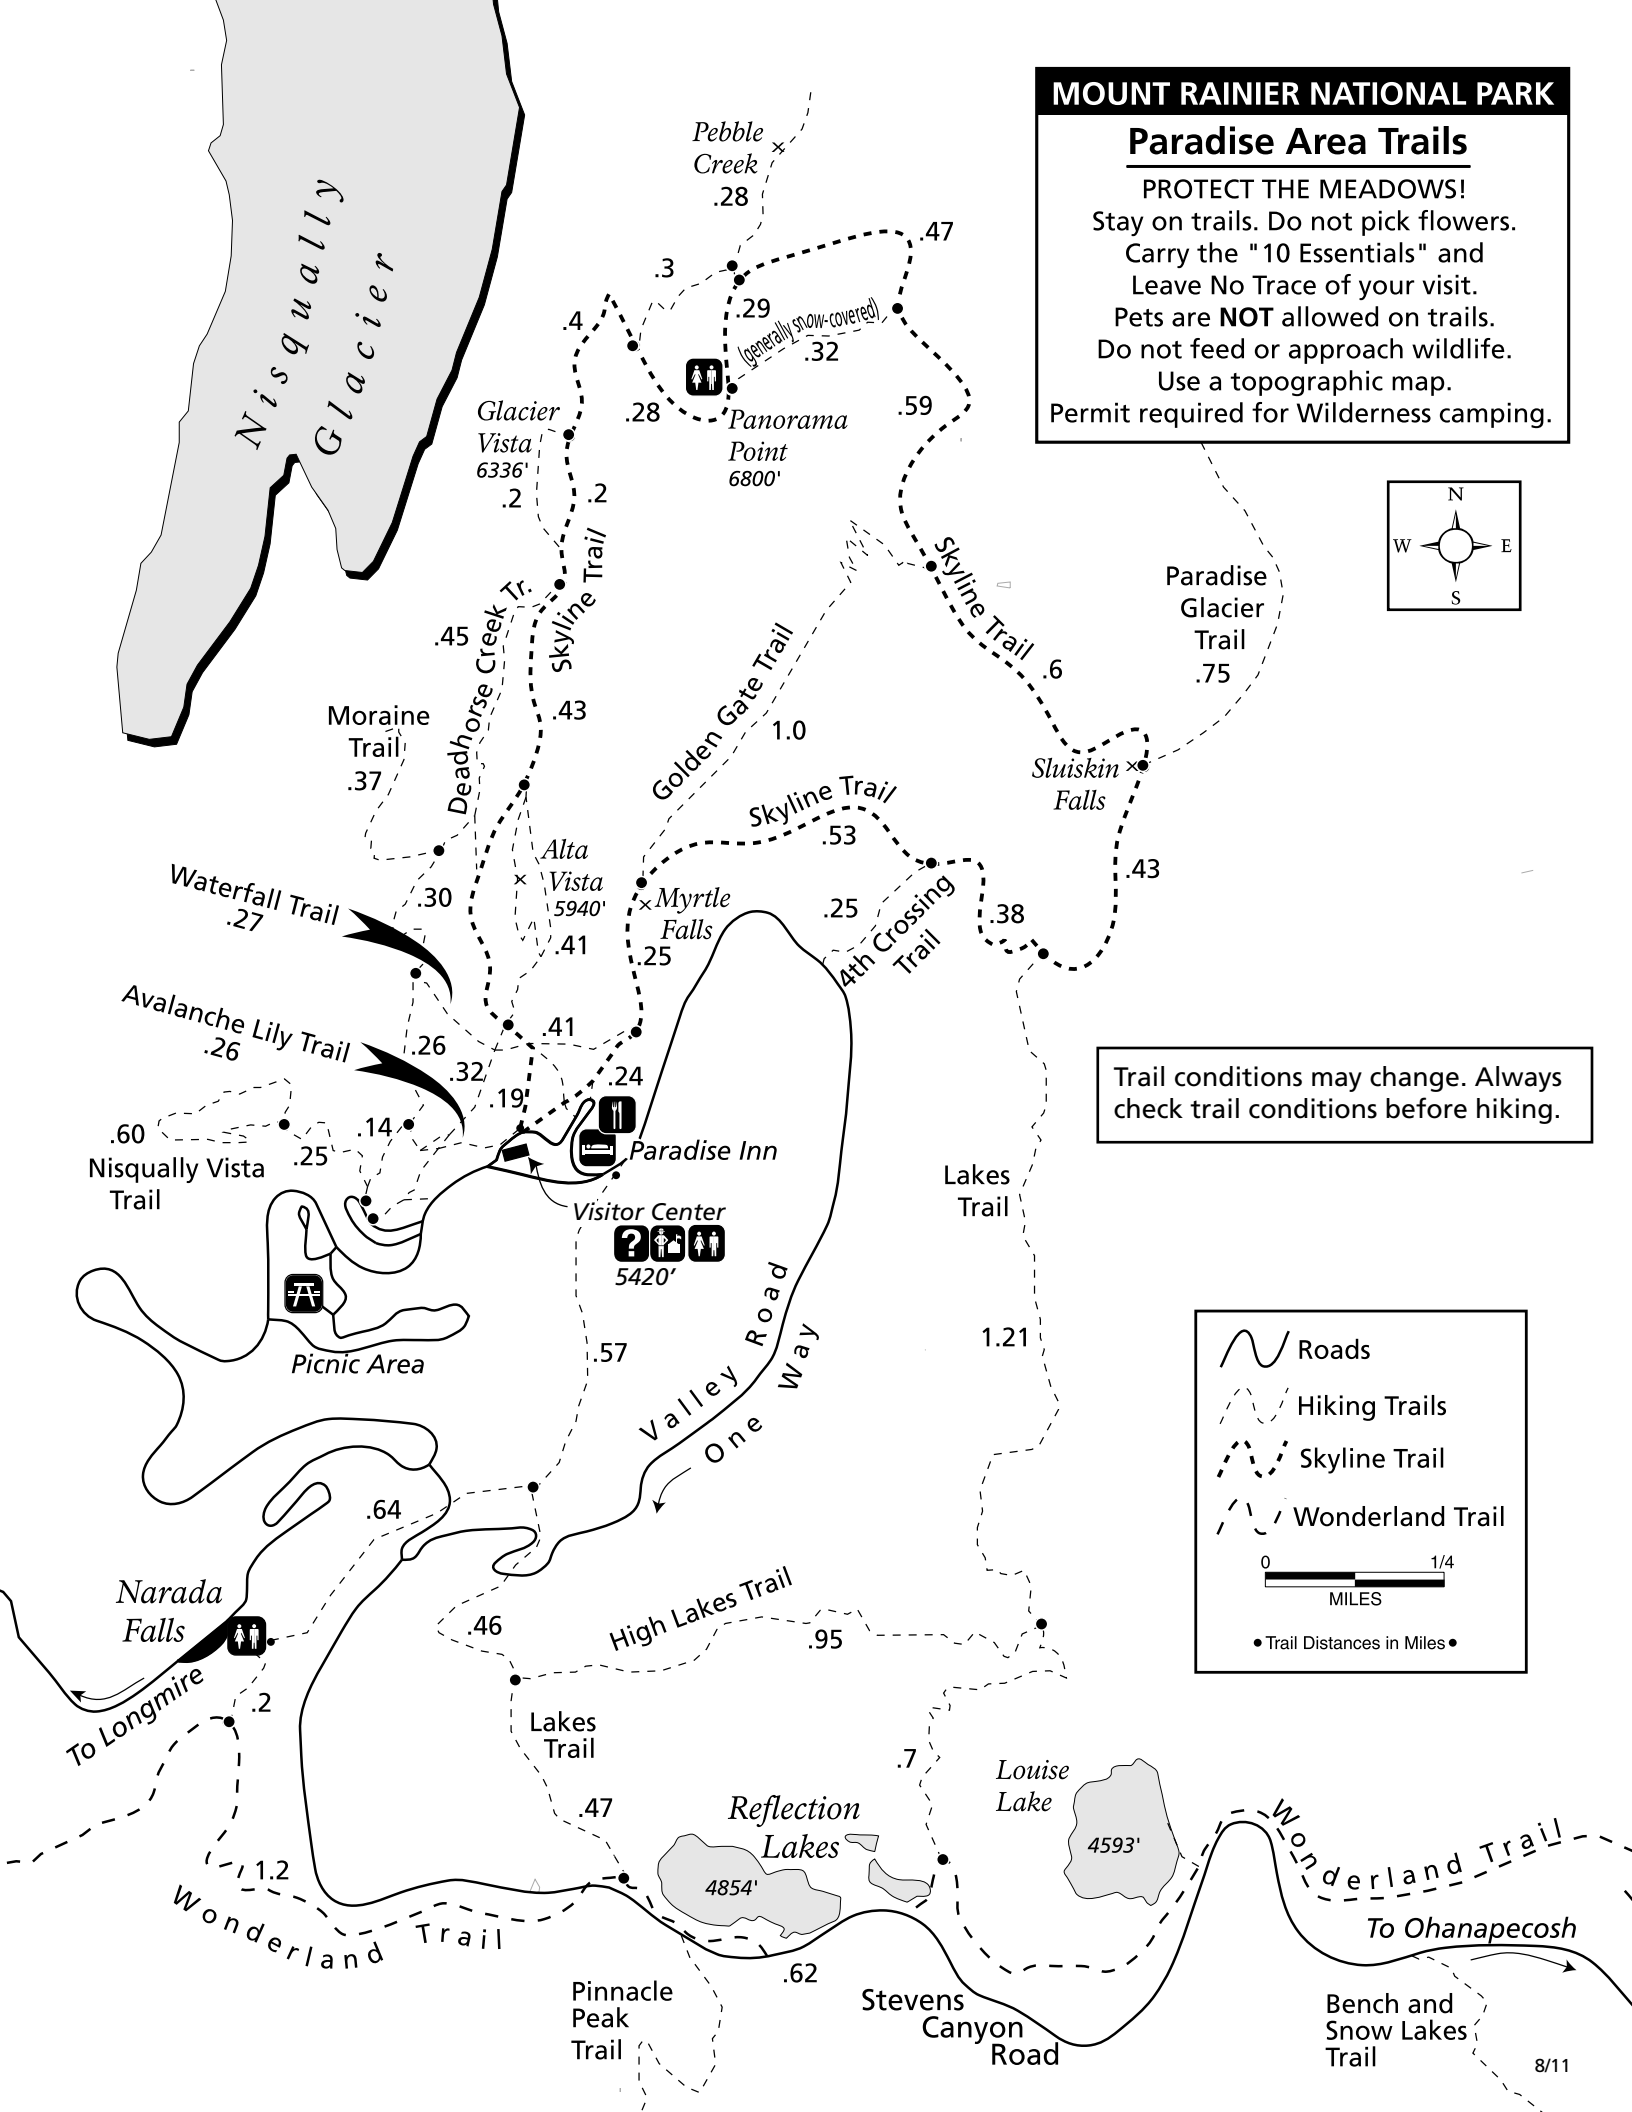 MOUNT RAINIER NATIONAL PARK
Paradise Area Trails
PROTECT THE MEADOWS!
Stay on trails. Do not pick flowers.
Carry the "10 Essentials" and
Leave No Trace of your visit.
Pets are NOT allowed on trails.
Do not feed or approach wildlife.
Use a topographic map.
Permit required for Wilderness camping.
Nisqually
Glacier
Pebble
Creek
.28
.47
.3
.29
(generally snow-covered)
.32
.4
.28
Panorama
Point
6800'
.59
Glacier
Vista
6336'
.2
.2
N
W
E
S
Skyline Trail
Deadhorse Creek Tr.
.45
.43
Skyline Trail
.6
Paradise
Glacier
Trail
.75
Golden Gate Trail
1.0
Moraine
Trail
.37
Sluiskin
Falls
Skyline Trail
.53
.43
Alta
Vista
5940'
.41
Waterfall Trail
.27
.30
Myrtle
Falls
.25
.25
4th Crossing
Trail
.38
Avalanche Lily Trail
.26
.26
.41
.32
.24
.19
.14
.60
.25
Nisqually Vista
Trail
Paradise Inn
Visitor Center
?
5420'
Trail conditions may change. Always
check trail conditions before hiking.
Lakes
Trail
1.21
Picnic Area
.57
Valley Road
One Way
.64
Roads
Hiking Trails
Skyline Trail
Wonderland Trail
0
1/4
MILES
Trail Distances in Miles
Narada
Falls
.46
High Lakes Trail
.95
To Longmire
.2
Lakes
Trail
.47
.7
Louise
Lake
4593'
Reflection
Lakes
4854'
1.2
Wonderland Trail
Wonderland Trail
.62
To Ohanapecosh
Stevens
Canyon
Road
Pinnacle
Peak
Trail
Bench and
Snow Lakes
Trail
8/11